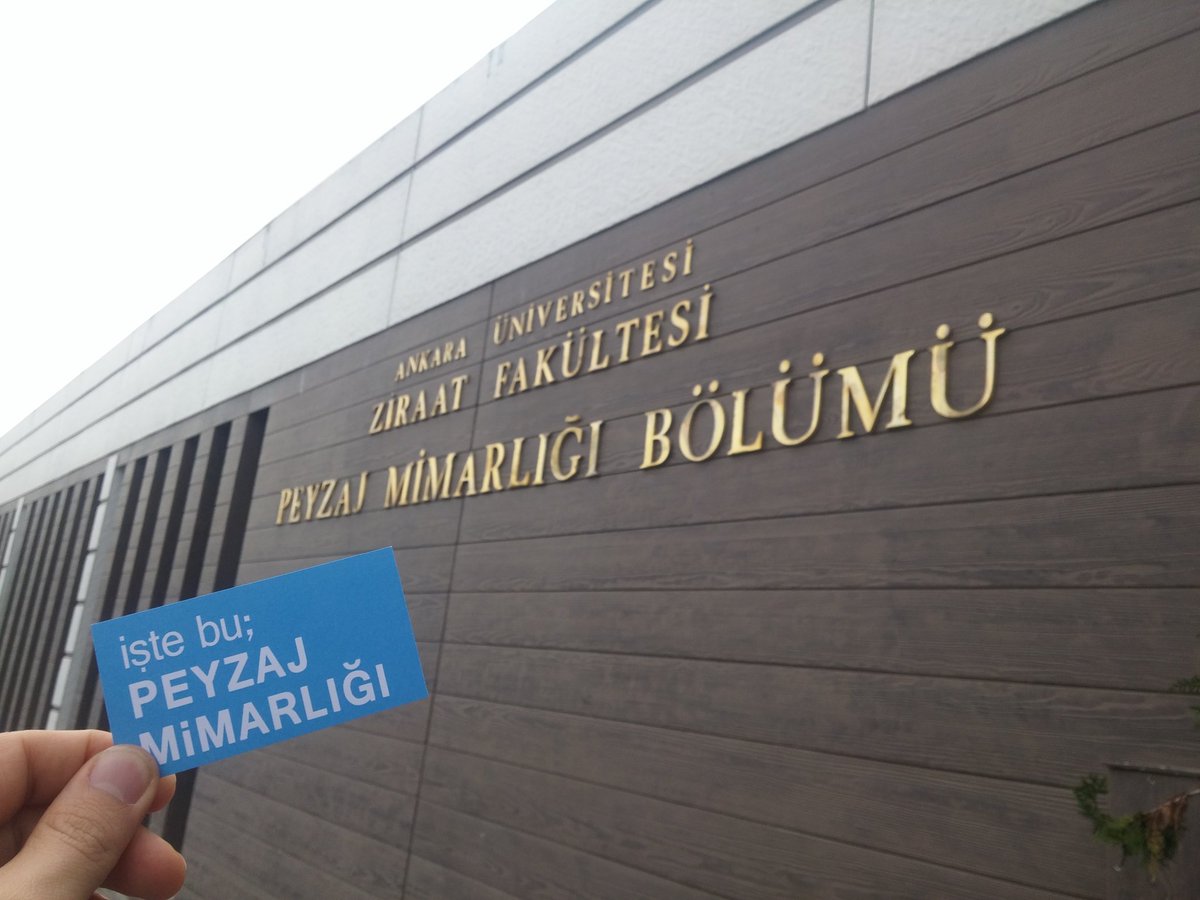 ANKARA ÜNİVERSİTESİ
ZİRAAT FAKÜLTESİ
PEYZAJ MİMARLIĞI BÖLÜMÜ
işte bu;
PEYZAJ
MiMARLIĞI